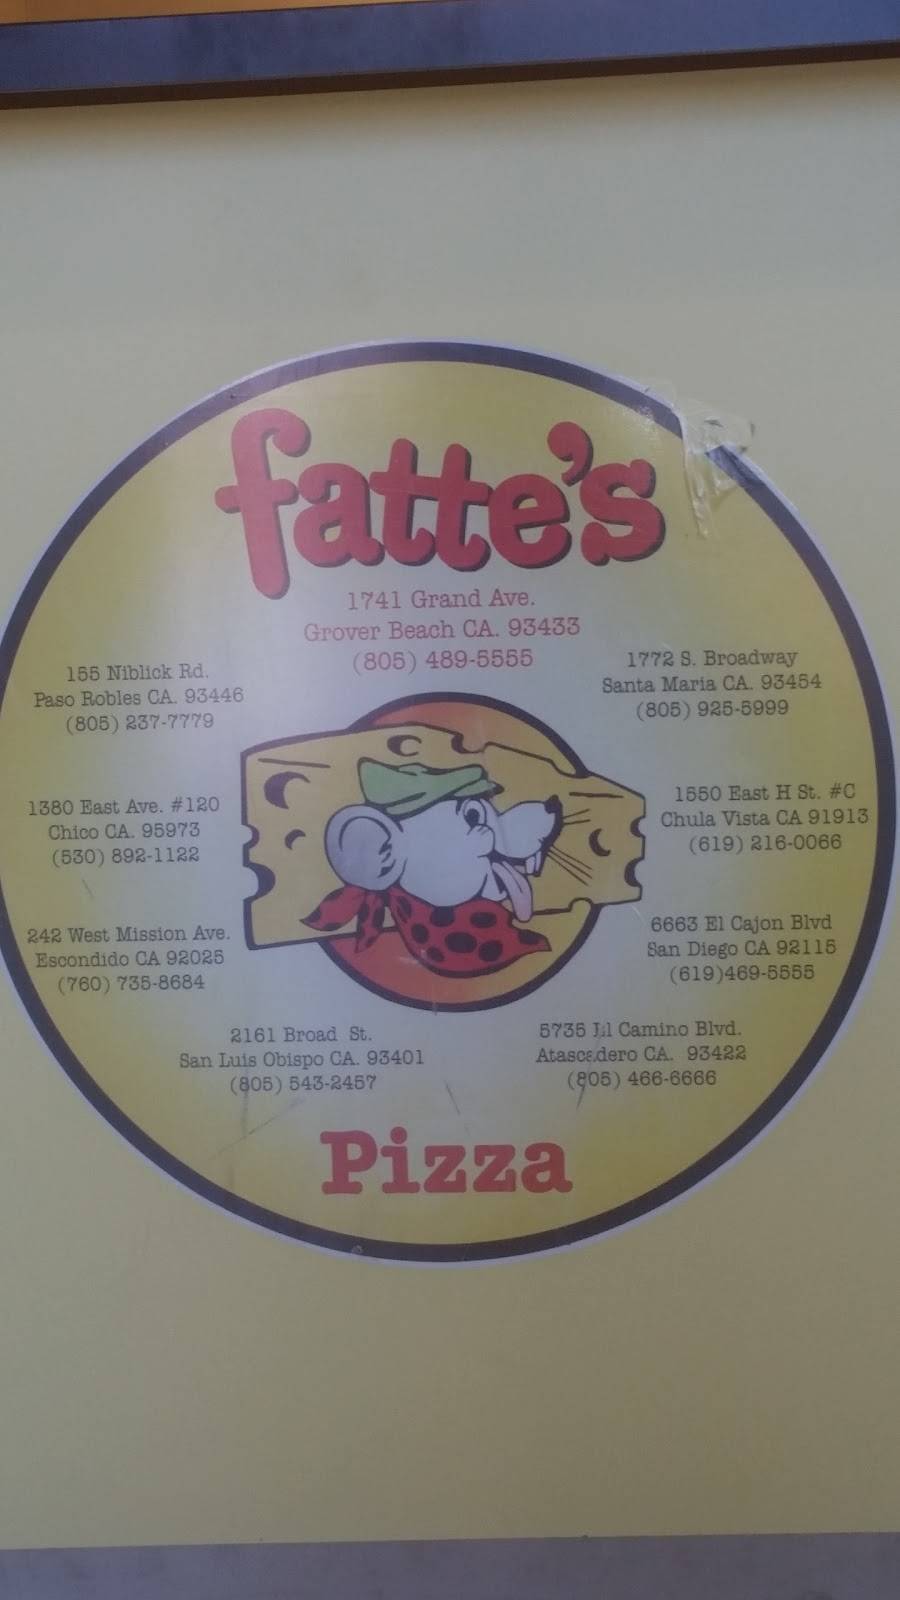 fatte's
1741 Grand Ave.
Grover Beach CA. 93433
(805) 489-5555
155 Niblick Rd.
Paso Robles CA. 93446
(805) 237-7779
1772 S. Broadway
Santa Maria CA. 93454
(805) 925-5999
1380 East Ave. #120
Chico CA. 95973
(530) 892-1122
1550 East H St. #C
Chula Vista CA 91913
(619) 216-0066
242 West Mission Ave.
Escondido CA 92025
(760) 735-8684
6663 El Cajon Blvd
San Diego CA 92115
(619)469-5555
2161 Broad St.
San Luis Obispo CA. 93401
(805) 543-2457
5735 El Camino Blvd.
Atascadero CA. 93422
(805) 466-6666
Pizza